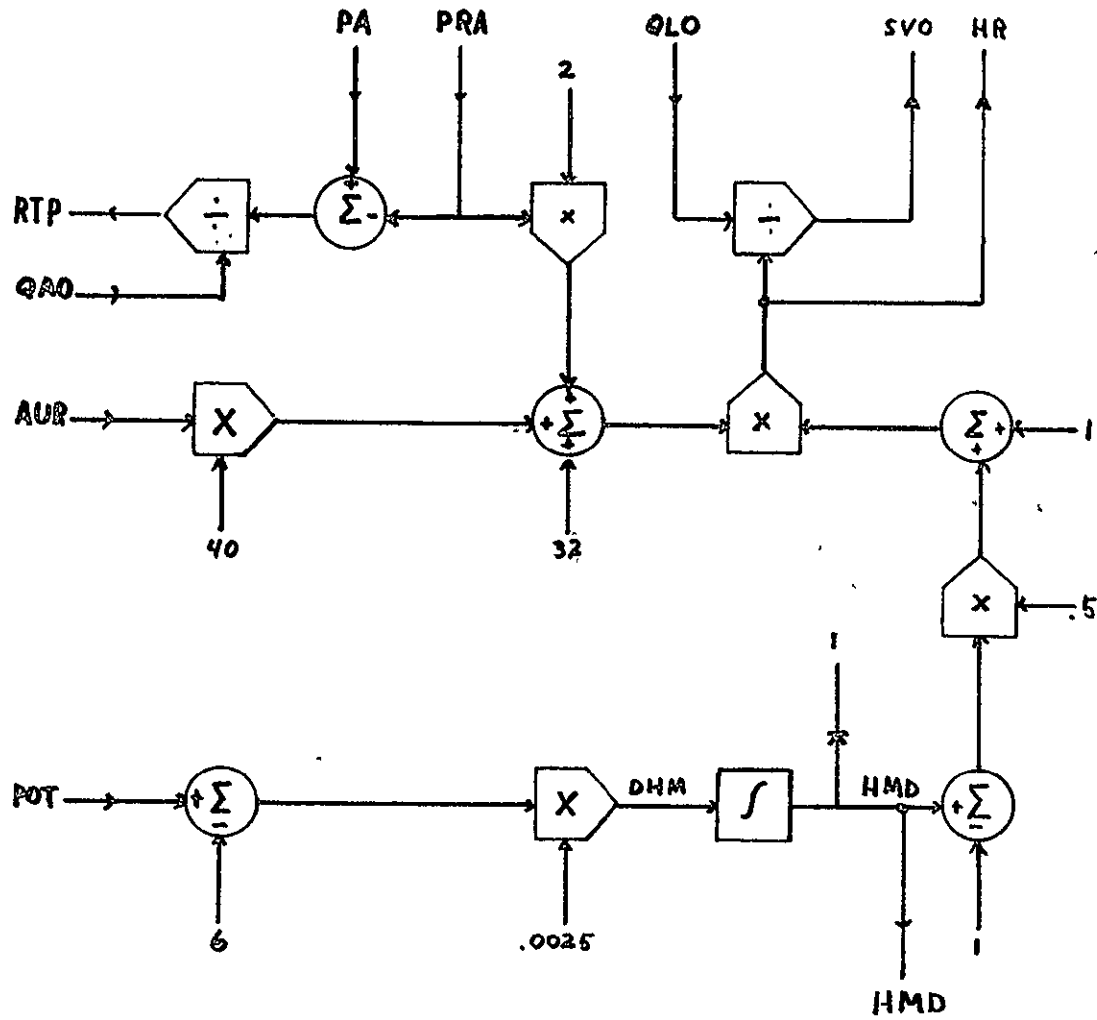 PA PRA QLO SVO HR
2
RTP ÷ + Σ - × ÷
QAO
AUR X + + Σ + × Σ + + 1
40 32
× .5
1
POT + Σ - X DHM ∫ HMD + Σ -
6 .0025 1
HMD